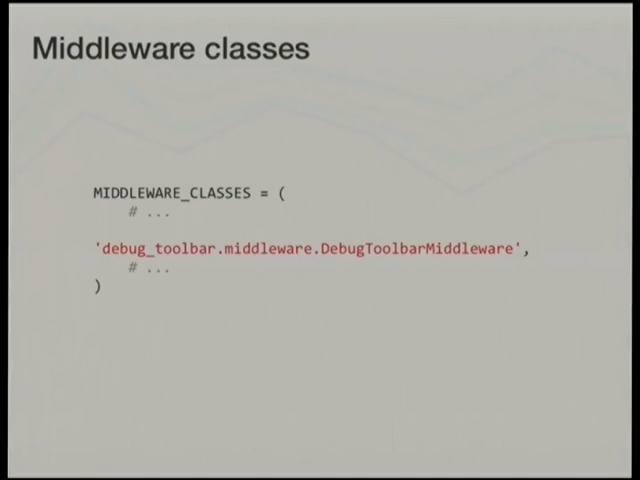 Middleware classes
MIDDLEWARE_CLASSES = (
# ...
'debug_toolbar.middleware.DebugToolbarMiddleware',
# ...
)